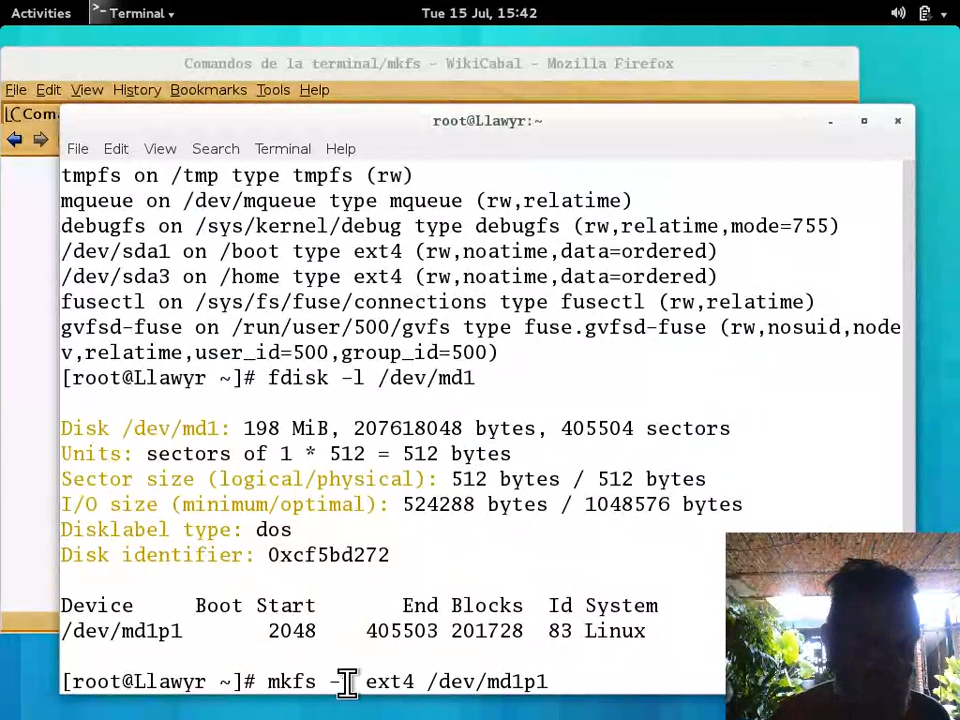 Activities >_ Terminal Tue 15 Jul, 15:42
Comandos de la terminal/mkfs - WikiCabal - Mozilla Firefox
File Edit View History Bookmarks Tools Help
root@Llawyr:~
File Edit View Search Terminal Help
tmpfs on /tmp type tmpfs (rw)
mqueue on /dev/mqueue type mqueue (rw,relatime)
debugfs on /sys/kernel/debug type debugfs (rw,relatime,mode=755)
/dev/sda1 on /boot type ext4 (rw,noatime,data=ordered)
/dev/sda3 on /home type ext4 (rw,noatime,data=ordered)
fusectl on /sys/fs/fuse/connections type fusectl (rw,relatime)
gvfsd-fuse on /run/user/500/gvfs type fuse.gvfsd-fuse (rw,nosuid,node
v,relatime,user_id=500,group_id=500)
[root@Llawyr ~]# fdisk -l /dev/md1
Disk /dev/md1: 198 MiB, 207618048 bytes, 405504 sectors
Units: sectors of 1 * 512 = 512 bytes
Sector size (logical/physical): 512 bytes / 512 bytes
I/O size (minimum/optimal): 524288 bytes / 1048576 bytes
Disklabel type: dos
Disk identifier: 0xcf5bd272
Device Boot Start End Blocks Id System
/dev/md1p1 2048 405503 201728 83 Linux
[root@Llawyr ~]# mkfs ext4 /dev/md1p1